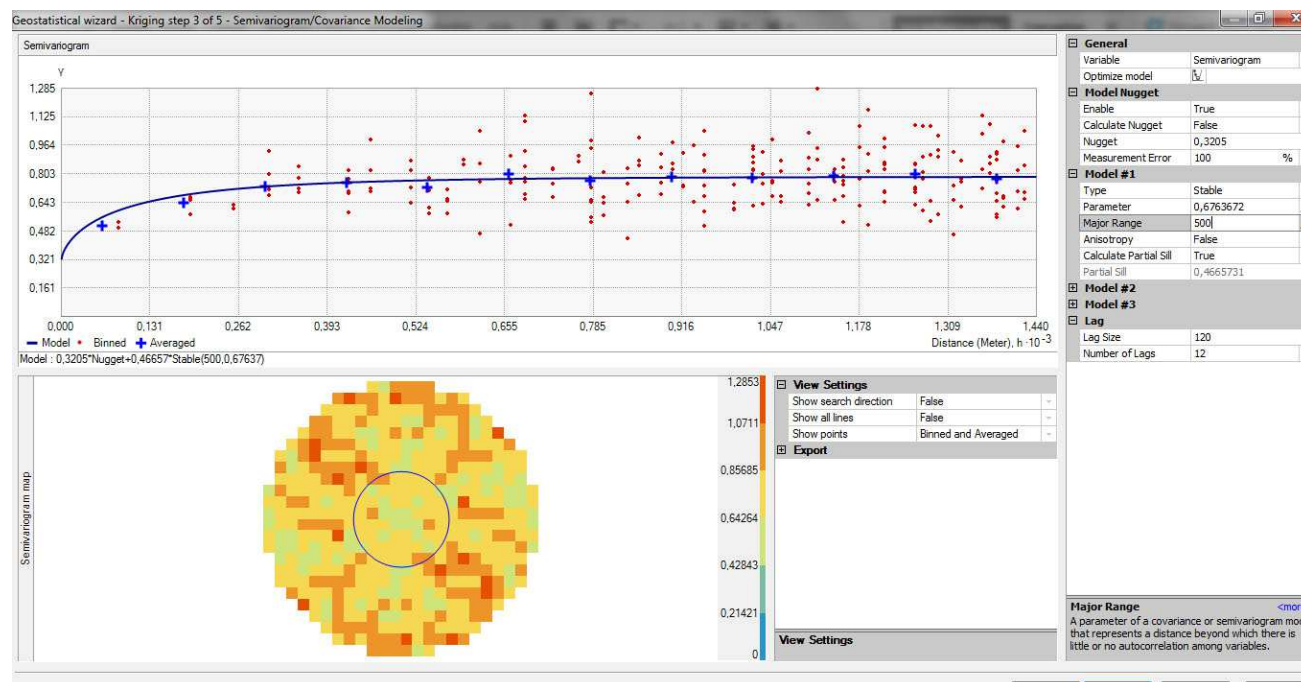 Geostatistical wizard - Kriging step 3 of 5 - Semivariogram/Covariance Modeling
Semivariogram
γ
1,285
1,125
0,964
0,803
0,643
0,482
0,321
0,161
0,000 0,131 0,262 0,393 0,524 0,655 0,785 0,916 1,047 1,178 1,309 1,440
Distance (Meter), h ·10⁻³
Model Binned Averaged
Model : 0,3205*Nugget+0,46657*Stable(500,0,67637)
General
Variable Semivariogram
Optimize model
Model Nugget
Enable True
Calculate Nugget False
Nugget 0,3205
Measurement Error 100 %
Model #1
Type Stable
Parameter 0,6763672
Major Range 500
Anisotropy False
Calculate Partial Sill True
Partial Sill 0,4665731
Model #2
Model #3
Lag
Lag Size 120
Number of Lags 12
Semivariogram map
1,2853
1,0711
0,85685
0,64264
0,42843
0,21421
0
View Settings
Show search direction False
Show all lines False
Show points Binned and Averaged
Export
View Settings
Major Range <mor
A parameter of a covariance or semivariogram mod
that represents a distance beyond which there is
little or no autocorrelation among variables.